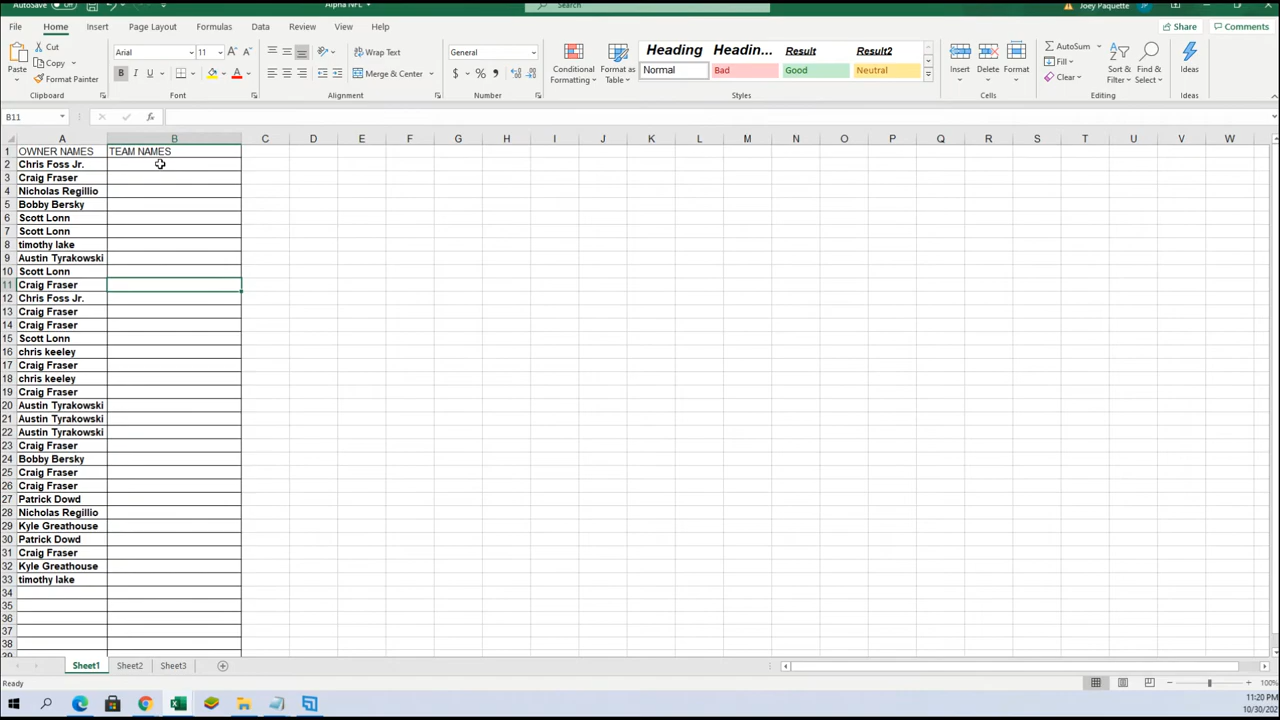 AutoSave
Alpha NFL
Search
Joey Paquette
File Home Insert Page Layout Formulas Data Review View Help
Share Comments
Paste
Cut
Copy
Format Painter
Clipboard
Arial 11
B I U
Font
Wrap Text
Merge & Center
Alignment
General
$ % 9
Number
Conditional Formatting
Format as Table
Heading Headin... Result Result2
Normal Bad Good Neutral
Styles
Insert Delete Format
Cells
AutoSum
Fill
Clear
Sort & Filter
Find & Select
Editing
Ideas
Ideas
B11 fx
A B C D E F G H I J K L M N O P Q R S T U V W
1 OWNER NAMES TEAM NAMES
2 Chris Foss Jr.
3 Craig Fraser
4 Nicholas Regillio
5 Bobby Bersky
6 Scott Lonn
7 Scott Lonn
8 timothy lake
9 Austin Tyrakowski
10 Scott Lonn
11 Craig Fraser
12 Chris Foss Jr.
13 Craig Fraser
14 Craig Fraser
15 Scott Lonn
16 chris keeley
17 Craig Fraser
18 chris keeley
19 Craig Fraser
20 Austin Tyrakowski
21 Austin Tyrakowski
22 Austin Tyrakowski
23 Craig Fraser
24 Bobby Bersky
25 Craig Fraser
26 Craig Fraser
27 Patrick Dowd
28 Nicholas Regillio
29 Kyle Greathouse
30 Patrick Dowd
31 Craig Fraser
32 Kyle Greathouse
33 timothy lake
34
35
36
37
38
39
Sheet1 Sheet2 Sheet3
Ready
100%
11:20 PM
10/30/202